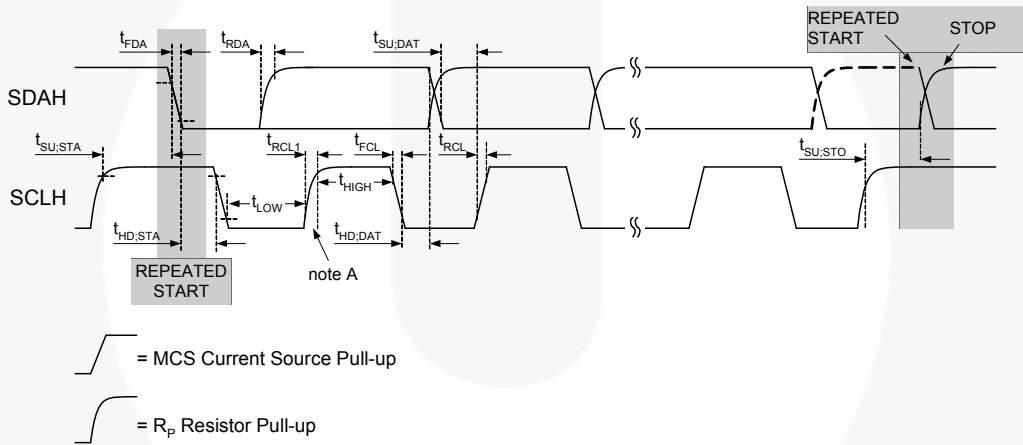 REPEATED
START
STOP
tFDA
tRDA
tSU;DAT
SDAH
tSU;STA
tRCL1
tFCL
tRCL
tSU;STO
tHIGH
SCLH
tLOW
tHD;STA
tHD;DAT
REPEATED
START
note A
= MCS Current Source Pull-up
= RP Resistor Pull-up